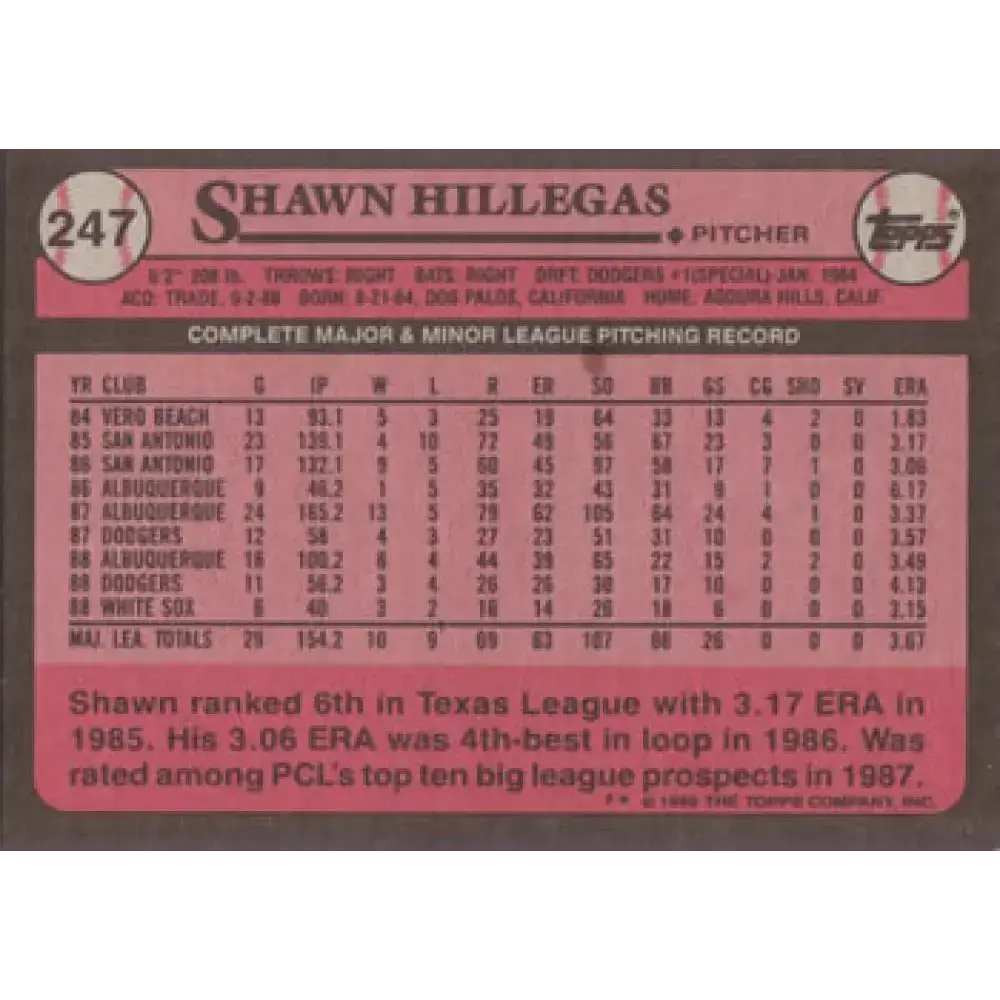 247
SHAWN HILLEGAS
PITCHER
TOPPS®
6'2" 208 lb. THROWS: RIGHT BATS: RIGHT DRFT: DODGERS #1(SPECIAL)-JAN. 1984
ACQ: TRADE, 9-2-88 BORN: 8-21-64, DOS PALOS, CALIFORNIA HOME: AGOURA HILLS, CALIF.
COMPLETE MAJOR & MINOR LEAGUE PITCHING RECORD
YR CLUB G IP W L R ER SO BB GS CG SHO SV ERA
84 VERO BEACH 13 93.1 5 3 25 19 64 33 13 4 2 0 1.83
85 SAN ANTONIO 23 139.1 4 10 72 49 56 67 23 3 0 0 3.17
86 SAN ANTONIO 17 132.1 9 5 60 45 97 58 17 7 1 0 3.06
86 ALBUQUERQUE 9 46.2 1 5 35 32 43 31 9 1 0 0 6.17
87 ALBUQUERQUE 24 165.2 13 5 79 62 105 64 24 4 1 0 3.37
87 DODGERS 12 58 4 3 27 23 51 31 10 0 0 0 3.57
88 ALBUQUERQUE 16 100.2 6 4 44 39 65 22 15 2 2 0 3.49
88 DODGERS 11 56.2 3 4 26 26 30 17 10 0 0 0 4.13
88 WHITE SOX 6 40 3 2 16 14 26 18 6 0 0 0 3.15
MAJ. LEA. TOTALS 29 154.2 10 9 69 63 107 66 26 0 0 0 3.67
Shawn ranked 6th in Texas League with 3.17 ERA in
1985. His 3.06 ERA was 4th-best in loop in 1986. Was
rated among PCL's top ten big league prospects in 1987.
F* © 1989 THE TOPPS COMPANY, INC.